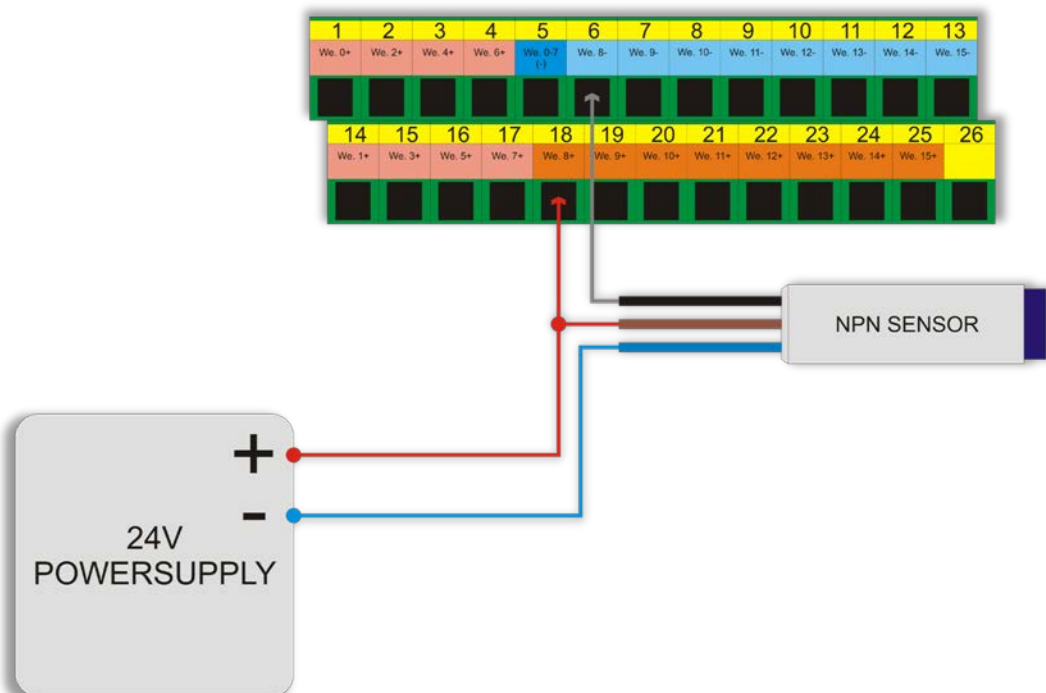 1 2 3 4 5 6 7 8 9 10 11 12 13
We. 0+ We. 2+ We. 4+ We. 6+ We. 0-7 We. 8- We. 9- We. 10- We. 11- We. 12- We. 13- We. 14- We. 15-
(-)
14 15 16 17 18 19 20 21 22 23 24 25 26
We. 1+ We. 3+ We. 5+ We. 7+ We. 8+ We. 9+ We. 10+ We. 11+ We. 12+ We. 13+ We. 14+ We. 15+
NPN SENSOR
+
-
24V
POWERSUPPLY